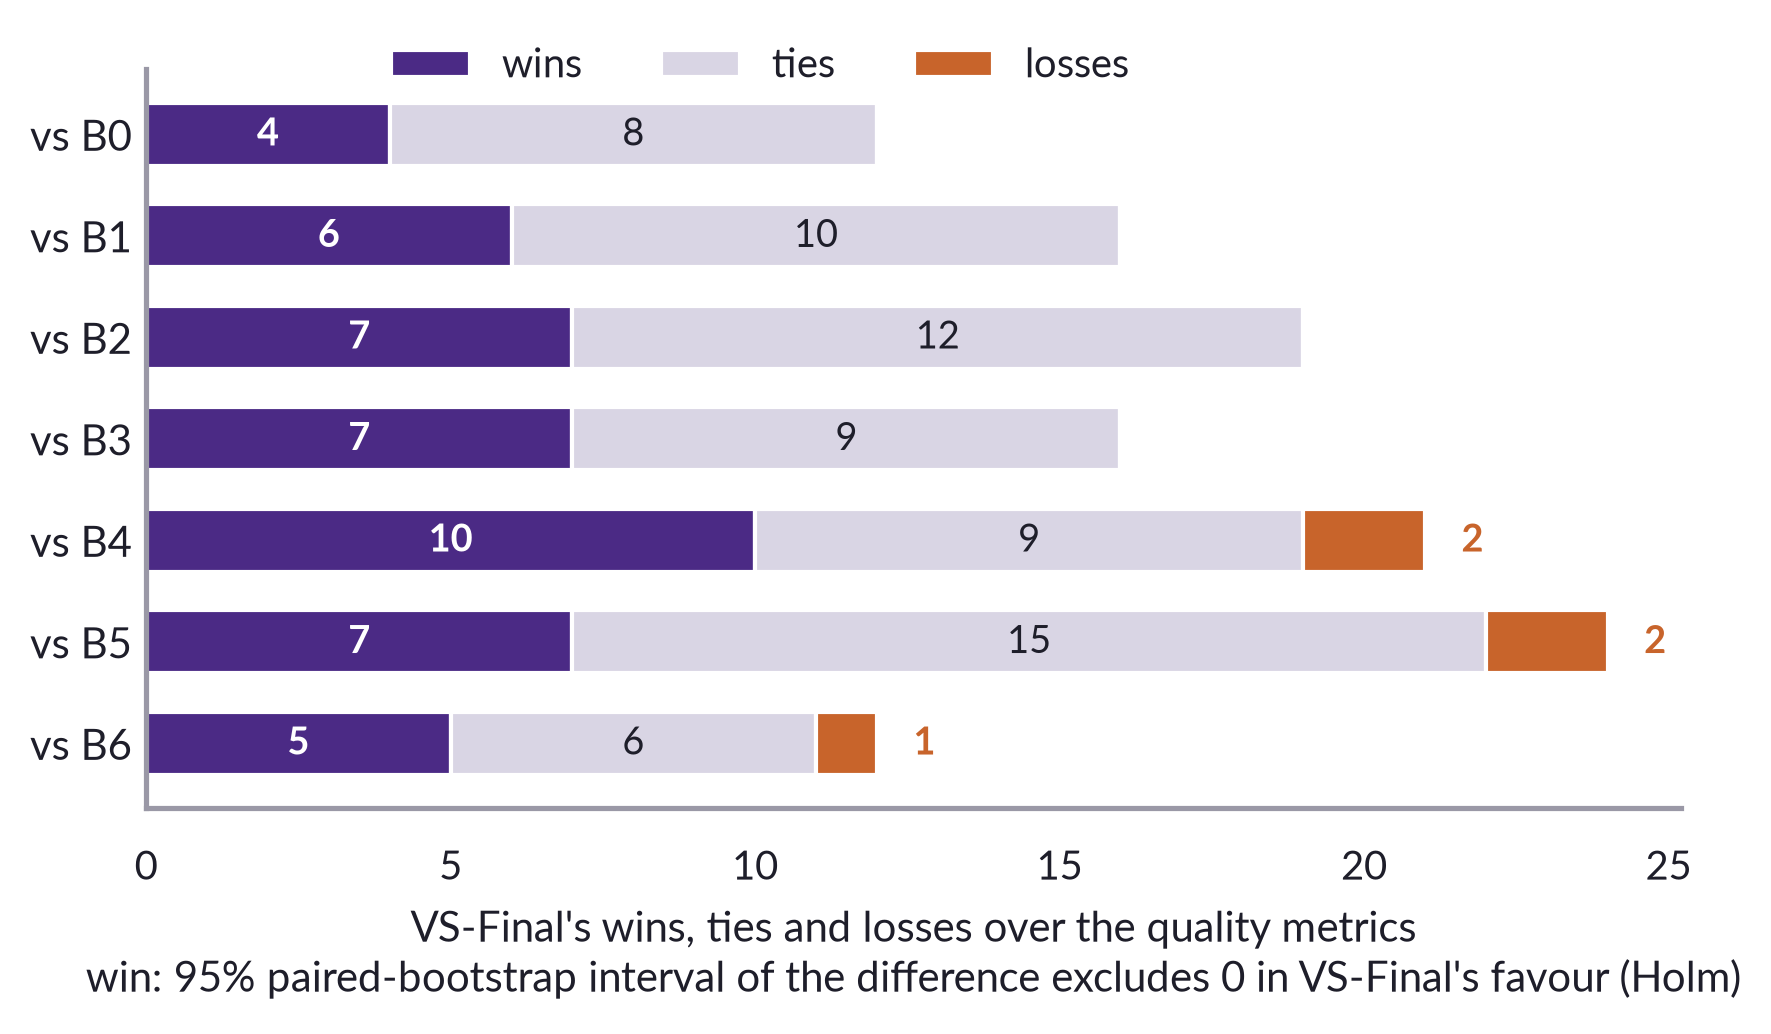 wins ties losses
vs B0 4 8
vs B1 6 10
vs B2 7 12
vs B3 7 9
vs B4 10 9 2
vs B5 7 15 2
vs B6 5 6 1
0 5 10 15 20 25
VS-Final's wins, ties and losses over the quality metrics
win: 95% paired-bootstrap interval of the difference excludes 0 in VS-Final's favour (Holm)